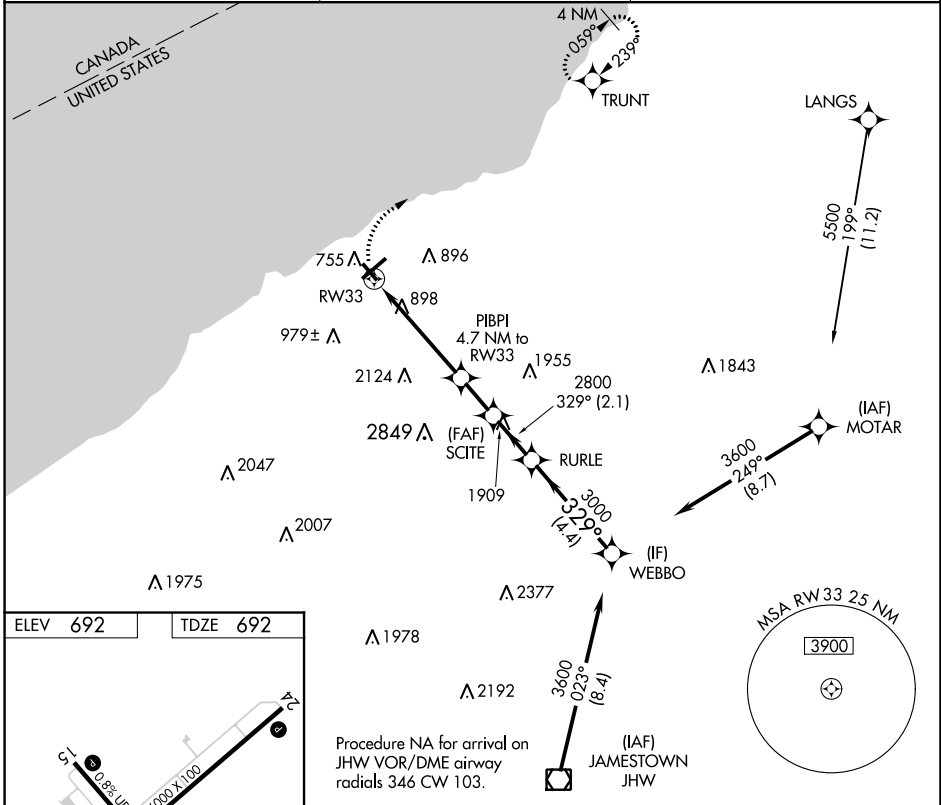 4 NM
059°
239°
CANADA
UNITED STATES
TRUNT
LANGS
5500
199°
(11.2)
755
896
RW33
898
979±
PIBPI
4.7 NM to
RW33
1955
2124
2800
329° (2.1)
1843
2849
(FAF)
SCITE
(IAF)
MOTAR
RURLE
3600
249°
(8.7)
2047
1909
3000
329°
(4.4)
2007
(IF)
WEBBO
1975
2377
MSA RW33 25 NM
3900
ELEV 692
TDZE 692
1978
3600
023°
(8.4)
2192
24
P
15
P
Procedure NA for arrival on
JHW VOR/DME airway
radials 346 CW 103.
(IAF)
JAMESTOWN
JHW